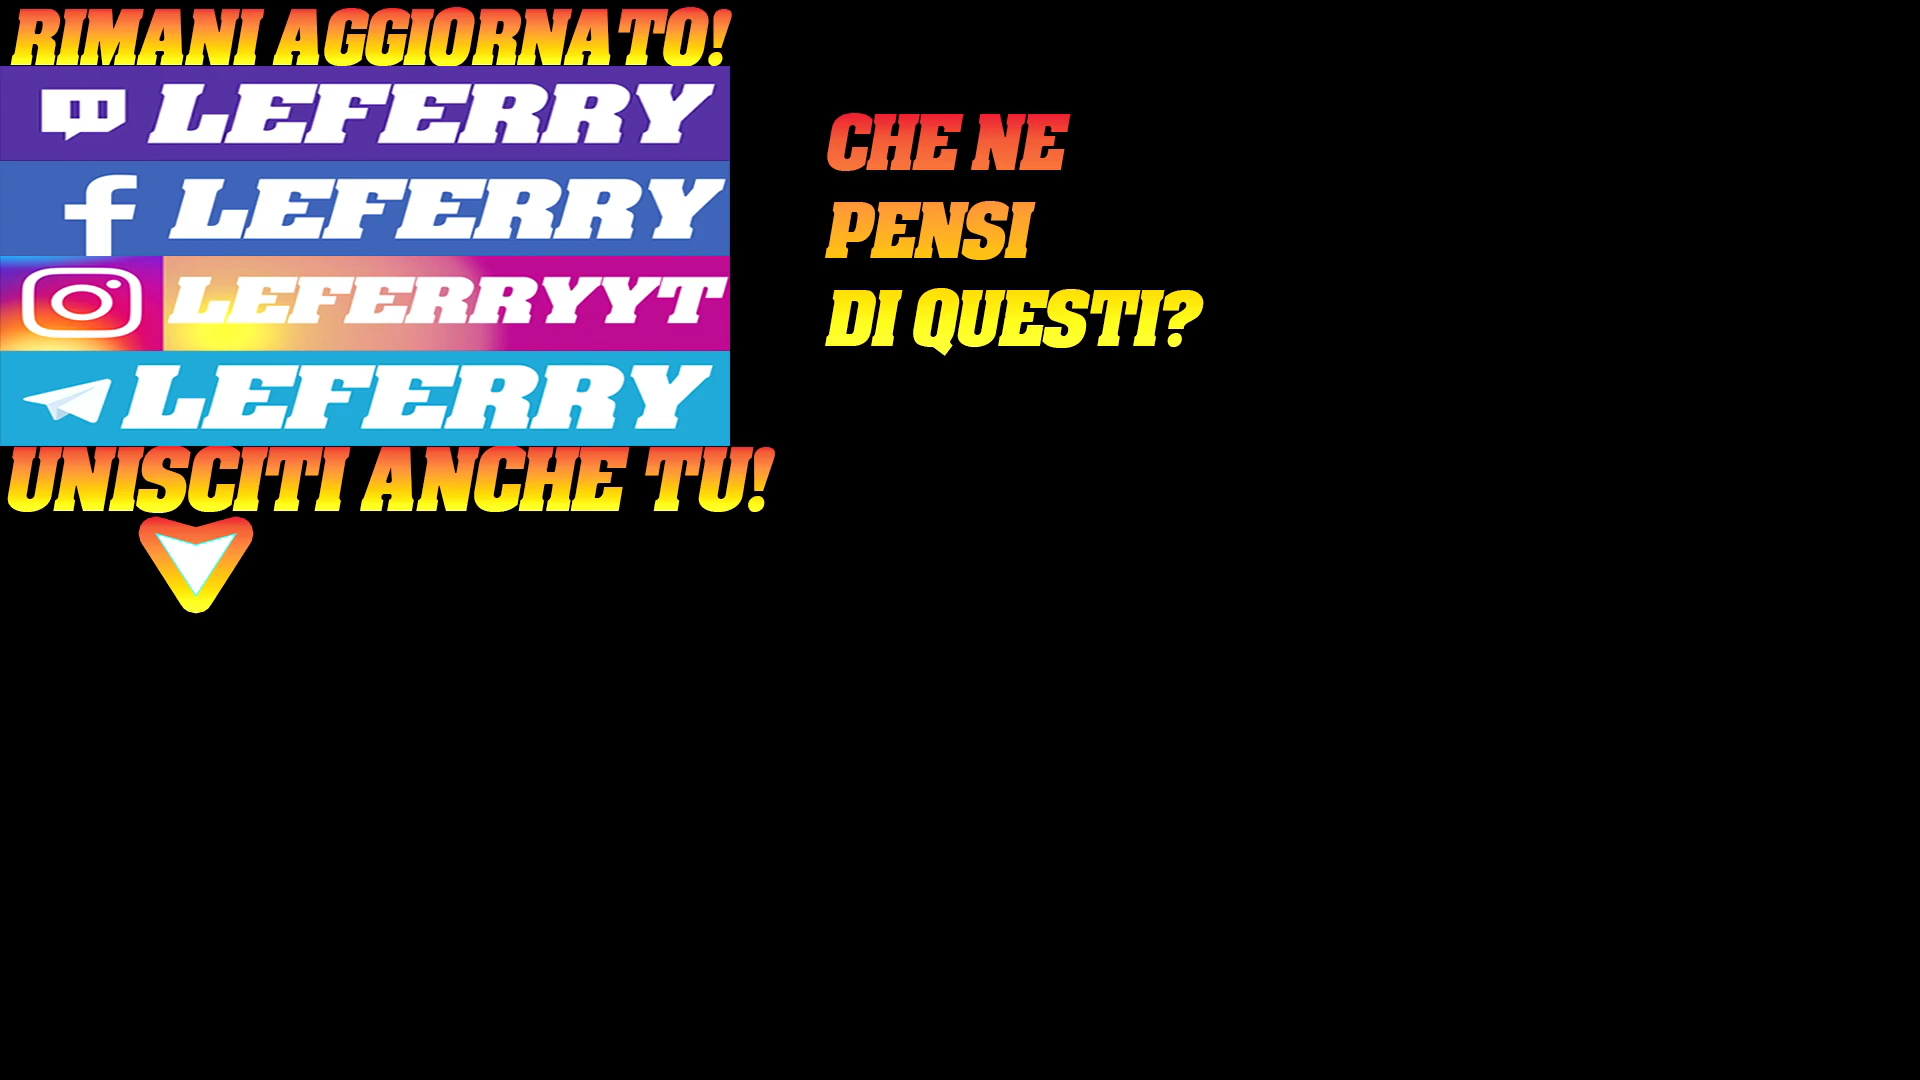 RIMANI AGGIORNATO!
LEFERRY
LEFERRY
LEFERRYYT
LEFERRY
UNISCITI ANCHE TU!
CHE NE
PENSI
DI QUESTI?